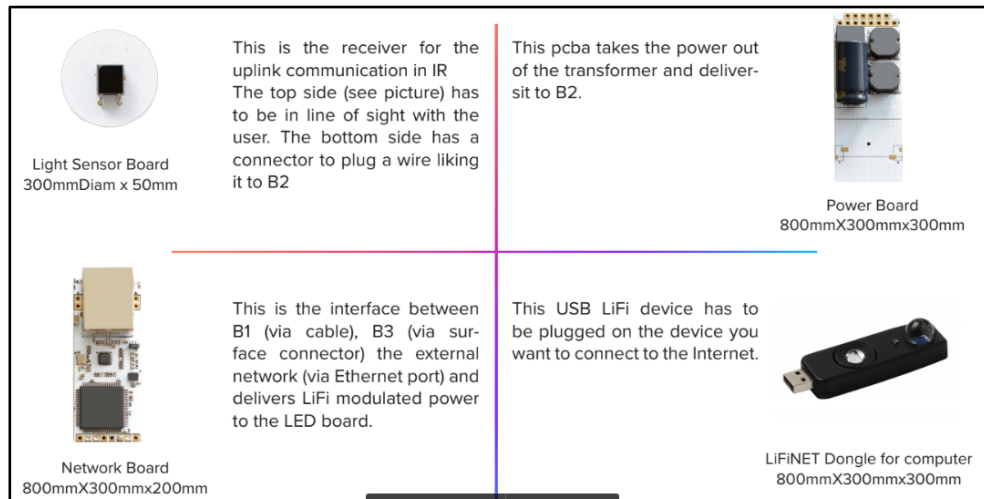 This is the receiver for the
uplink communication in IR
The top side (see picture) has
to be in line of sight with the
user. The bottom side has a
connector to plug a wire liking
it to B2
Light Sensor Board
300mmDiam x 50mm
This pcba takes the power out
of the transformer and deliver-
sit to B2.
Power Board
800mmX300mmx300mm
This is the interface between
B1 (via cable), B3 (via sur-
face connector) the external
network (via Ethernet port) and
delivers LiFi modulated power
to the LED board.
Network Board
800mmX300mmx200mm
This USB LiFi device has to
be plugged on the device you
want to connect to the Internet.
LiFiNET Dongle for computer
800mmX300mmx300mm